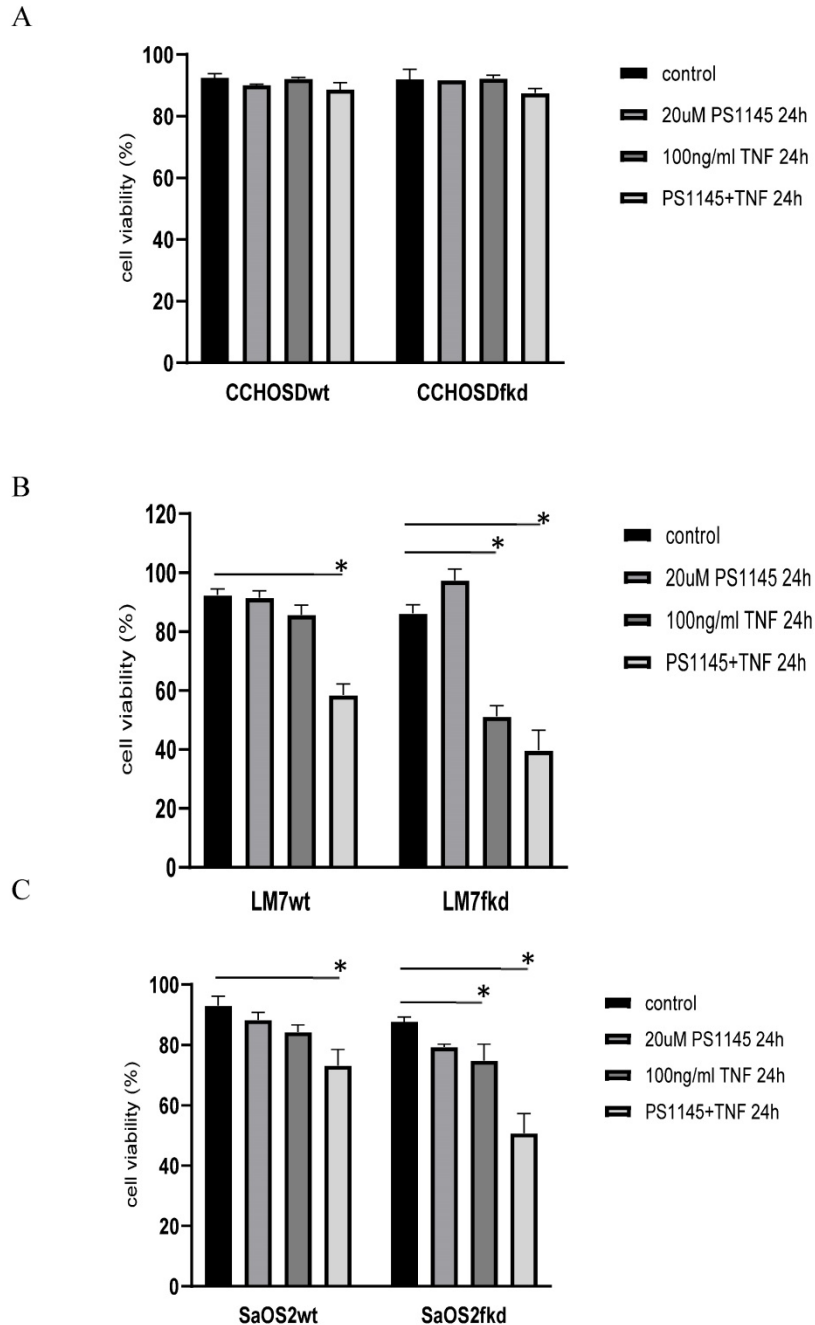 A
cell viability (%)
100
80
60
40
20
0
CCHOSDwt
CCHOSDfkd
control
20uM PS1145 24h
100ng/ml TNF 24h
PS1145+TNF 24h
B
cell viability (%)
120
100
80
60
40
20
0
*
*
*
LM7wt
LM7fkd
control
20uM PS1145 24h
100ng/ml TNF 24h
PS1145+TNF 24h
C
cell viability (%)
100
80
60
40
20
0
*
*
*
SaOS2wt
SaOS2fkd
control
20uM PS1145 24h
100ng/ml TNF 24h
PS1145+TNF 24h